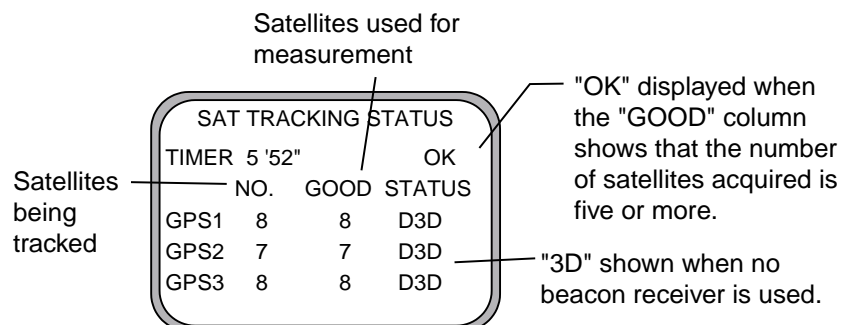 Satellites used for
measurement
"OK" displayed when
the "GOOD" column
shows that the number
of satellites acquired is
five or more.
SAT TRACKING STATUS
TIMER 5 '52" OK
NO. GOOD STATUS
GPS1 8 8 D3D
GPS2 7 7 D3D
GPS3 8 8 D3D
Satellites
being
tracked
"3D" shown when no
beacon receiver is used.